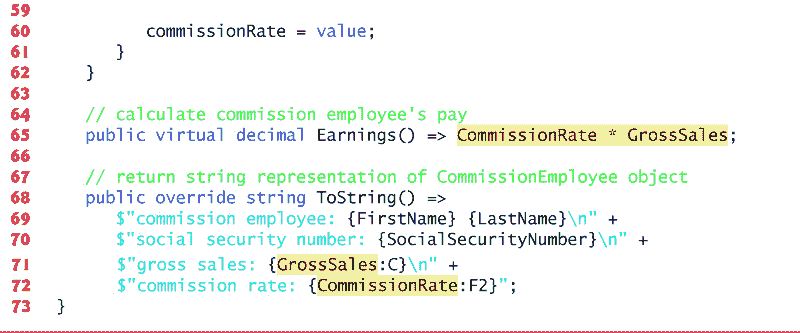 59
60 commissionRate = value;
61 }
62 }
63
64 // calculate commission employee's pay
65 public virtual decimal Earnings() => CommissionRate * GrossSales;
66
67 // return string representation of CommissionEmployee object
68 public override string ToString() =>
69 $"commission employee: {FirstName} {LastName}\n" +
70 $"social security number: {SocialSecurityNumber}\n" +
71 $"gross sales: {GrossSales:C}\n" +
72 $"commission rate: {CommissionRate:F2}";
73 }